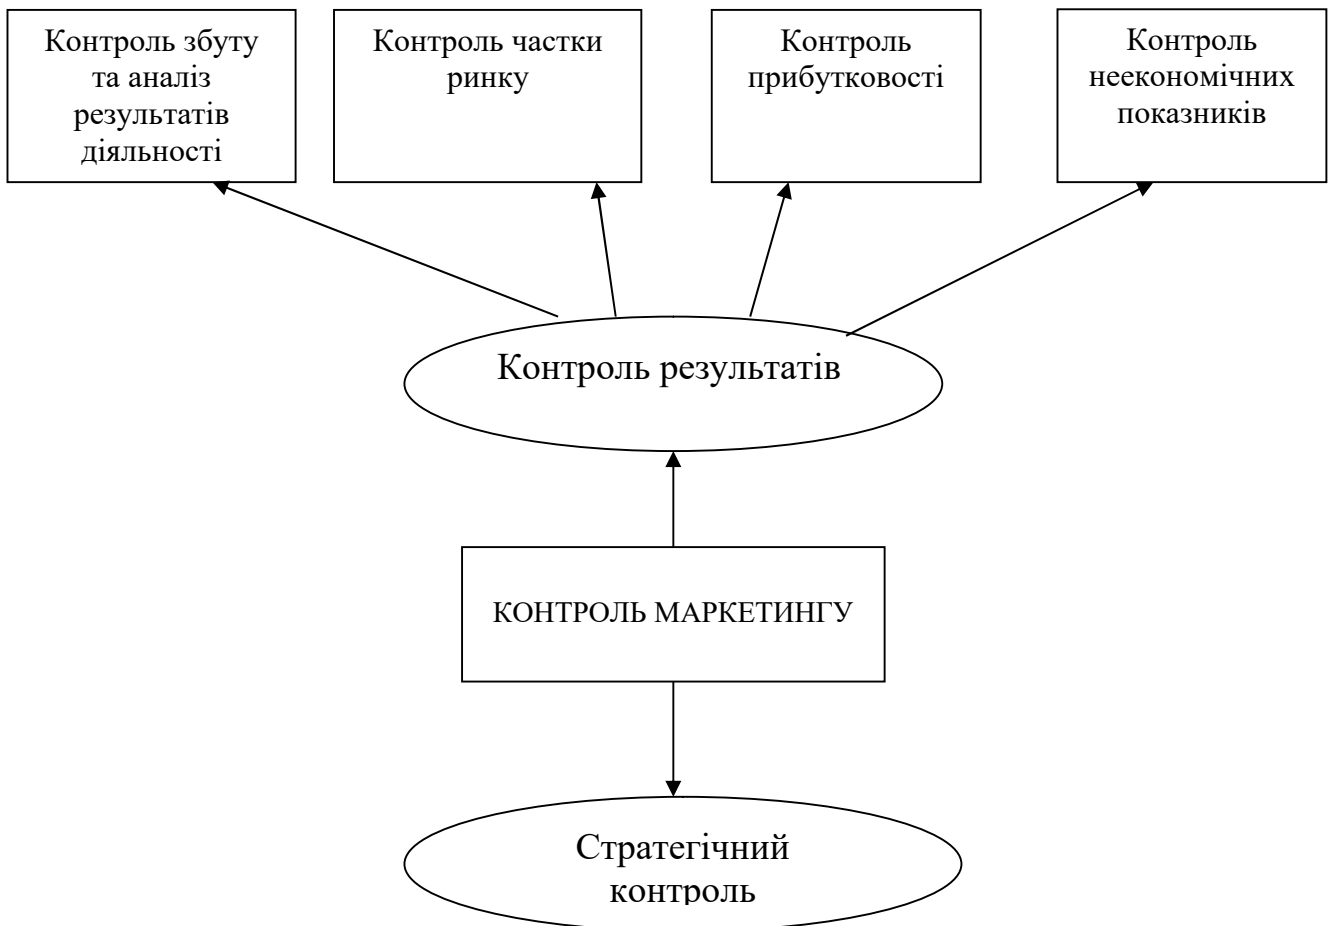 Контроль збуту
та аналіз
результатів
діяльності
Контроль частки
ринку
Контроль
прибутковості
Контроль
неекономічних
показників
Контроль результатів
КОНТРОЛЬ МАРКЕТИНГУ
Стратегічний
контроль